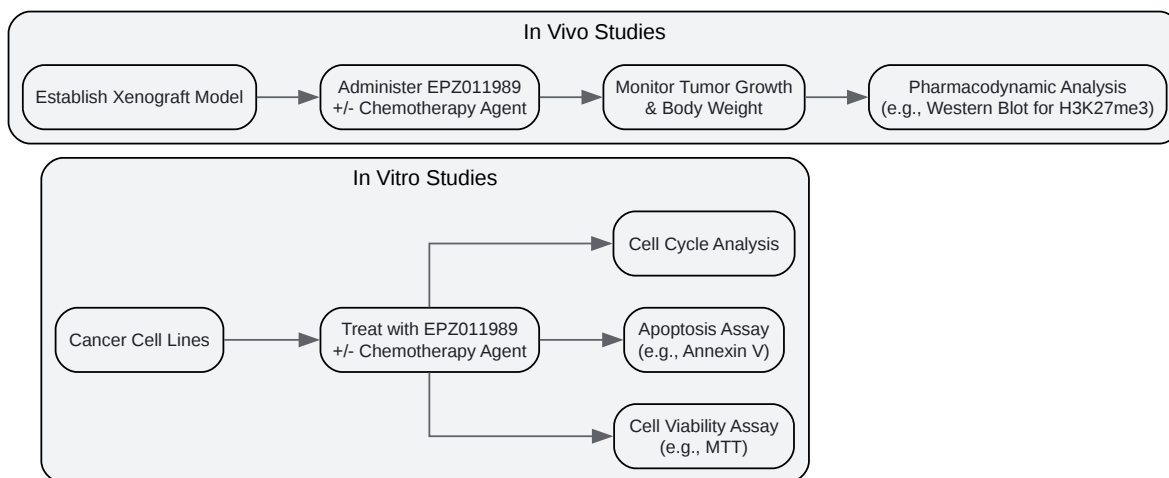 In Vivo Studies
Establish Xenograft Model
Administer EPZ011989
+/- Chemotherapy Agent
Monitor Tumor Growth
& Body Weight
Pharmacodynamic Analysis
(e.g., Western Blot for H3K27me3)
In Vitro Studies
Cancer Cell Lines
Treat with EPZ011989
+/- Chemotherapy Agent
Cell Cycle Analysis
Apoptosis Assay
(e.g., Annexin V)
Cell Viability Assay
(e.g., MTT)